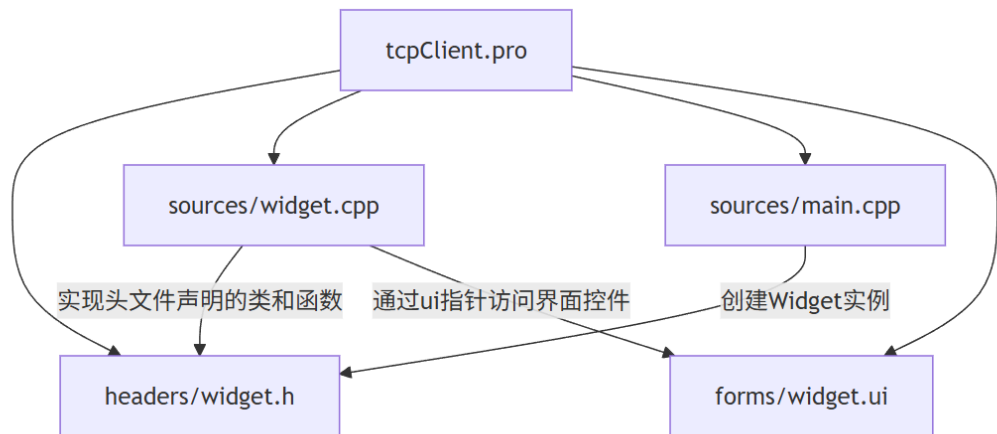 tcpClient.pro
sources/widget.cpp
sources/main.cpp
实现头文件声明的类和函数
通过ui指针访问界面控件
创建Widget实例
headers/widget.h
forms/widget.ui